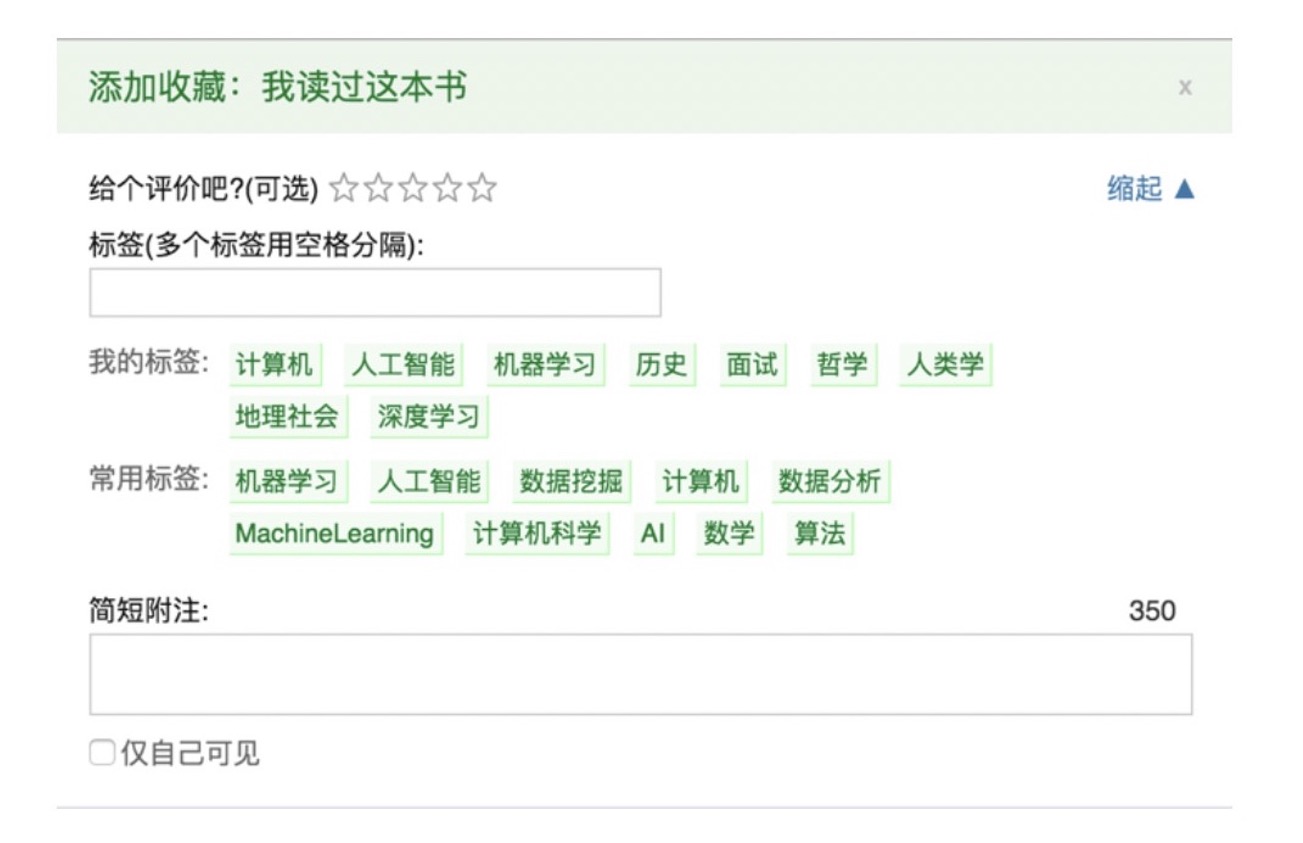 添加收藏：我读过这本书 x
给个评价吧?(可选) ☆☆☆☆☆ 缩起 ▲
标签(多个标签用空格分隔):
我的标签: 计算机 人工智能 机器学习 历史 面试 哲学 人类学
地理社会 深度学习
常用标签: 机器学习 人工智能 数据挖掘 计算机 数据分析
MachineLearning 计算机科学 AI 数学 算法
简短附注: 350
仅自己可见